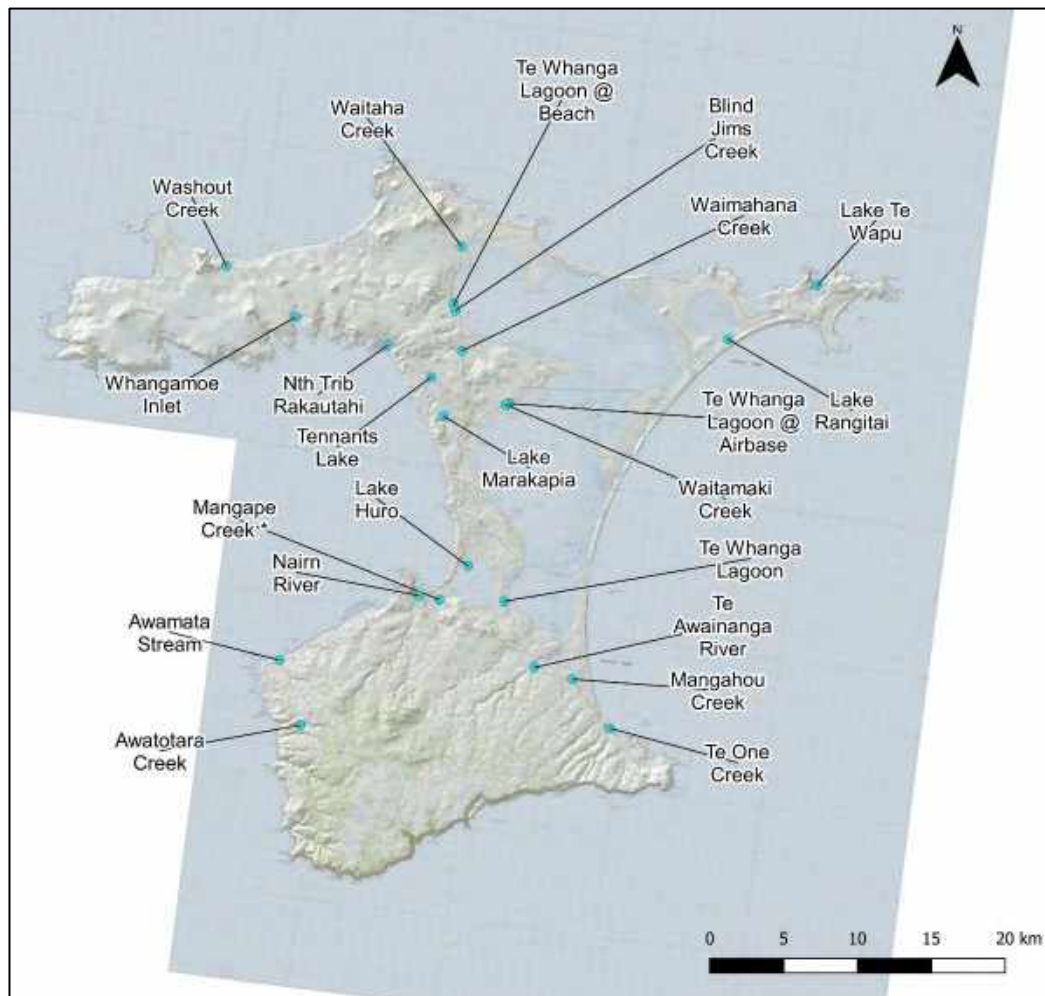 N
Te Whanga
Lagoon @
Beach
Waitaha
Creek
Blind
Jims
Creek
Washout
Creek
Waimahana
Creek
Lake Te
Wapu
Whangamoe
Inlet
Nth Trib
Rakautahi
Tennants
Lake
Lake
Marakapia
Te Whanga
Lagoon @
Airbase
Lake
Rangitai
Waitamaki
Creek
Lake
Huro
Mangape
Creek*
Nairn
River
Te Whanga
Lagoon
Awamata
Stream
Te
Awainanga
River
Mangahou
Creek
Awatotara
Creek
Te One
Creek
0 5 10 15 20 km